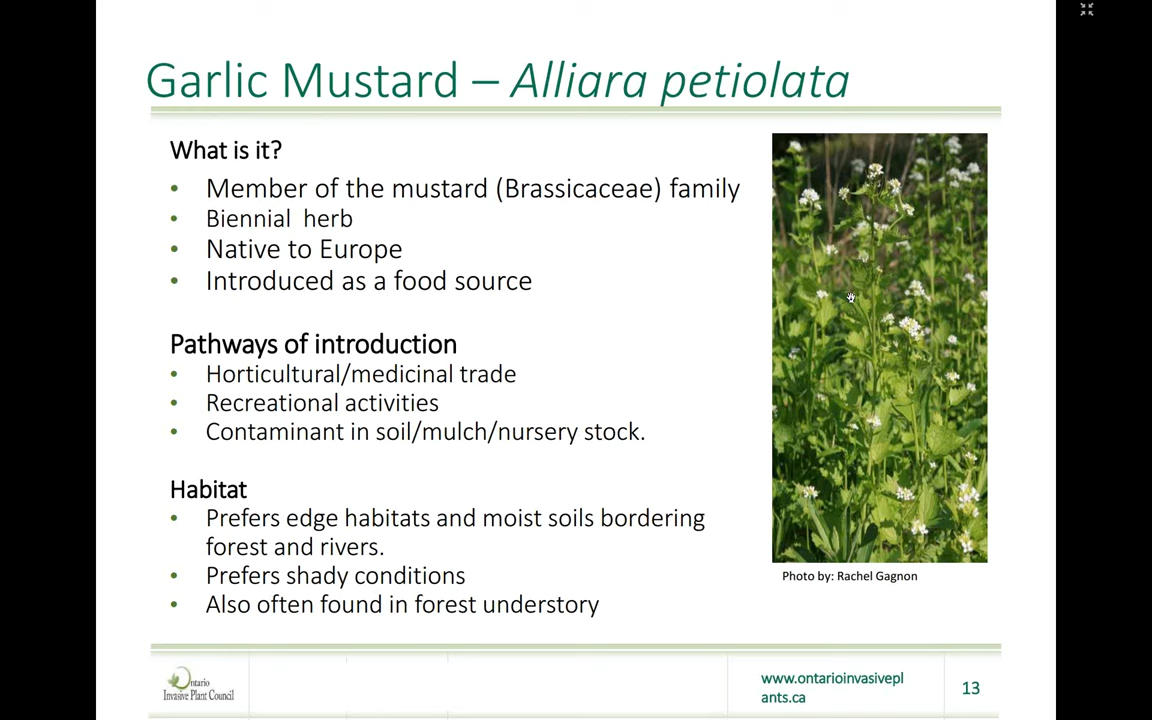 Garlic Mustard – Alliara petiolata
What is it?
• Member of the mustard (Brassicaceae) family
• Biennial herb
• Native to Europe
• Introduced as a food source
Pathways of introduction
• Horticultural/medicinal trade
• Recreational activities
• Contaminant in soil/mulch/nursery stock.
Habitat
• Prefers edge habitats and moist soils bordering
forest and rivers.
• Prefers shady conditions
• Also often found in forest understory
Photo by: Rachel Gagnon
Ontario
Invasive Plant Council
www.ontarioinvasivepl
ants.ca
13